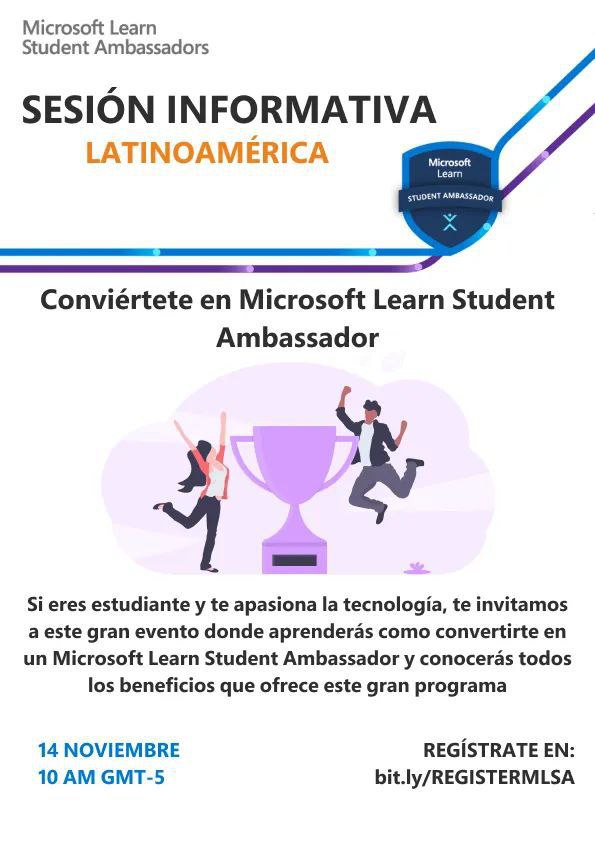 Microsoft Learn
Student Ambassadors
SESIÓN INFORMATIVA
LATINOAMÉRICA
Microsoft
Learn
STUDENT AMBASSADOR
Conviértete en Microsoft Learn Student
Ambassador
Si eres estudiante y te apasiona la tecnología, te invitamos
a este gran evento donde aprenderás como convertirte en
un Microsoft Learn Student Ambassador y conocerás todos
los beneficios que ofrece este gran programa
14 NOVIEMBRE
10 AM GMT-5
REGÍSTRATE EN:
bit.ly/REGISTERMLSA